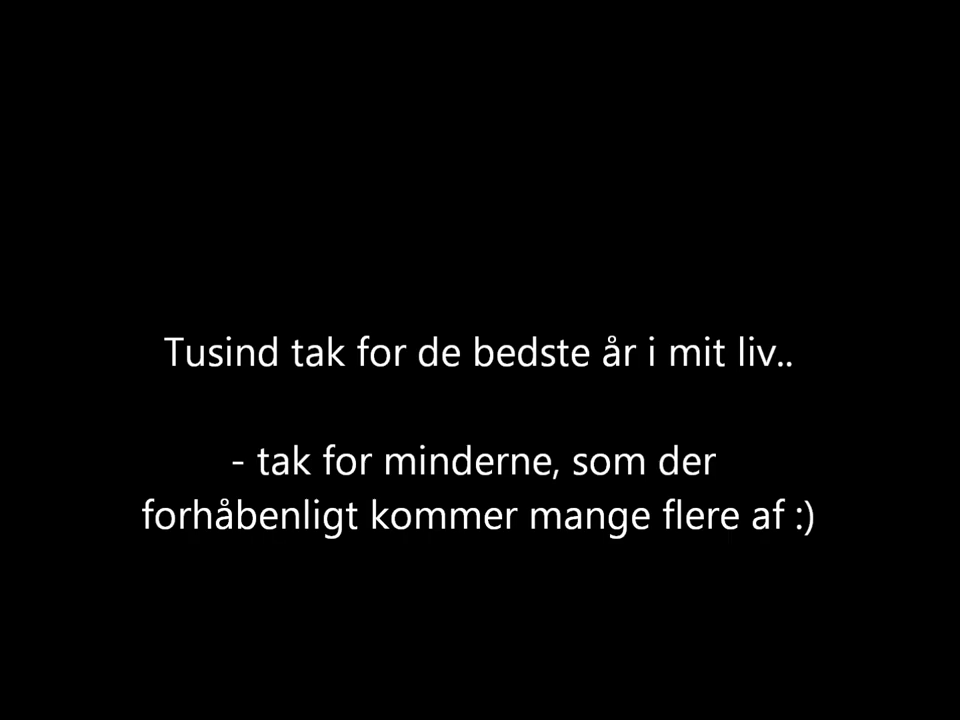 Tusind tak for de bedste år i mit liv..
- tak for minderne, som der
forhåbenligt kommer mange flere af :)